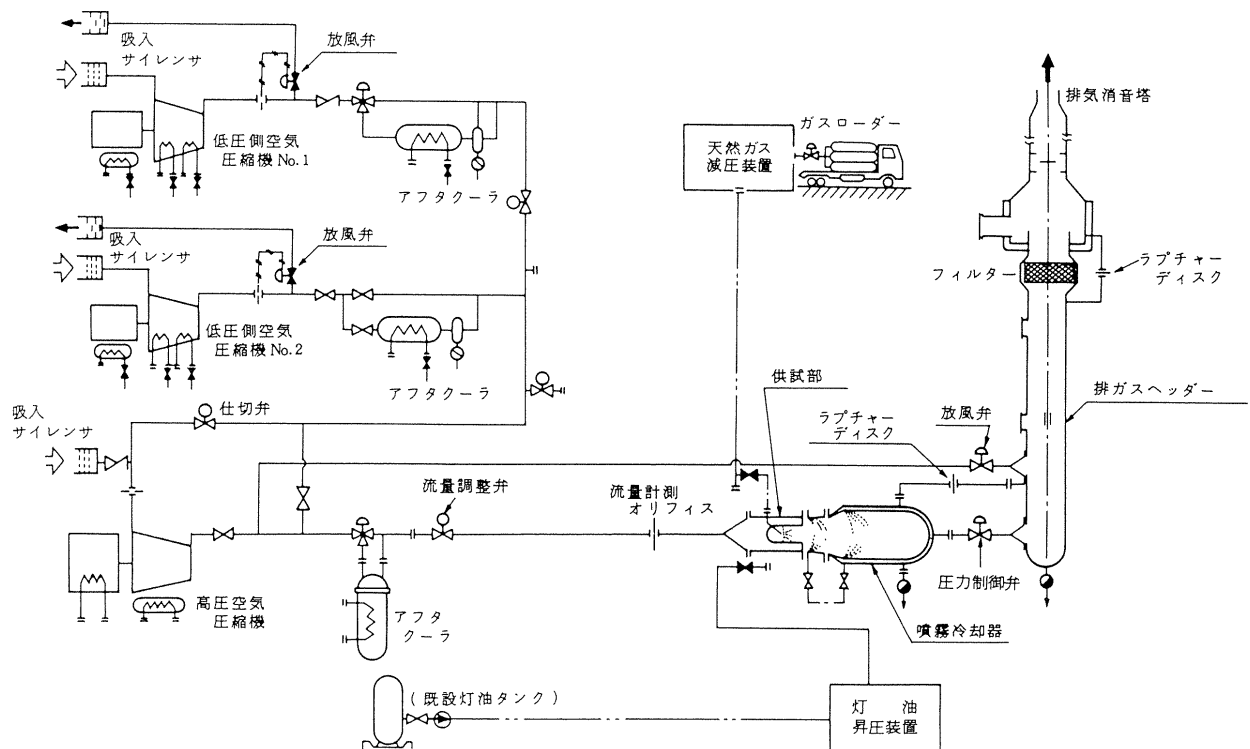 吸入
サイレンサ
放風弁
低圧側空気
圧縮機No.1
アフタクーラ
吸入
サイレンサ
放風弁
低圧側空気
圧縮機No.2
アフタクーラ
吸入
サイレンサ
仕切弁
高圧空気
圧縮機
アフタ
クーラ
流量調整弁
流量計測
オリフィス
(既設灯油タンク)
天然ガス
減圧装置
ガスローダー
排気消音塔
フィルター
ラプチャー
ディスク
供試部
ラプチャー
ディスク
放風弁
排ガスヘッダー
圧力制御弁
噴霧冷却器
灯油
昇圧装置